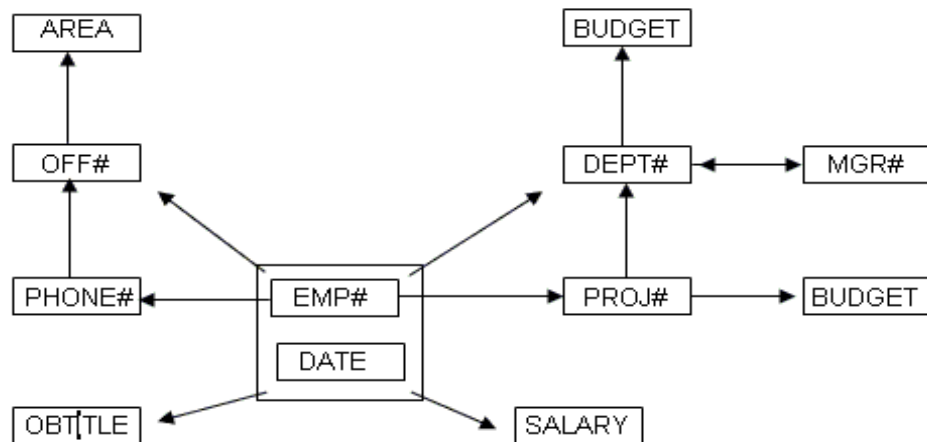 AREA
BUDGET
OFF#
DEPT#
MGR#
PHONE#
EMP#
PROJ#
BUDGET
DATE
OBTITLE
SALARY